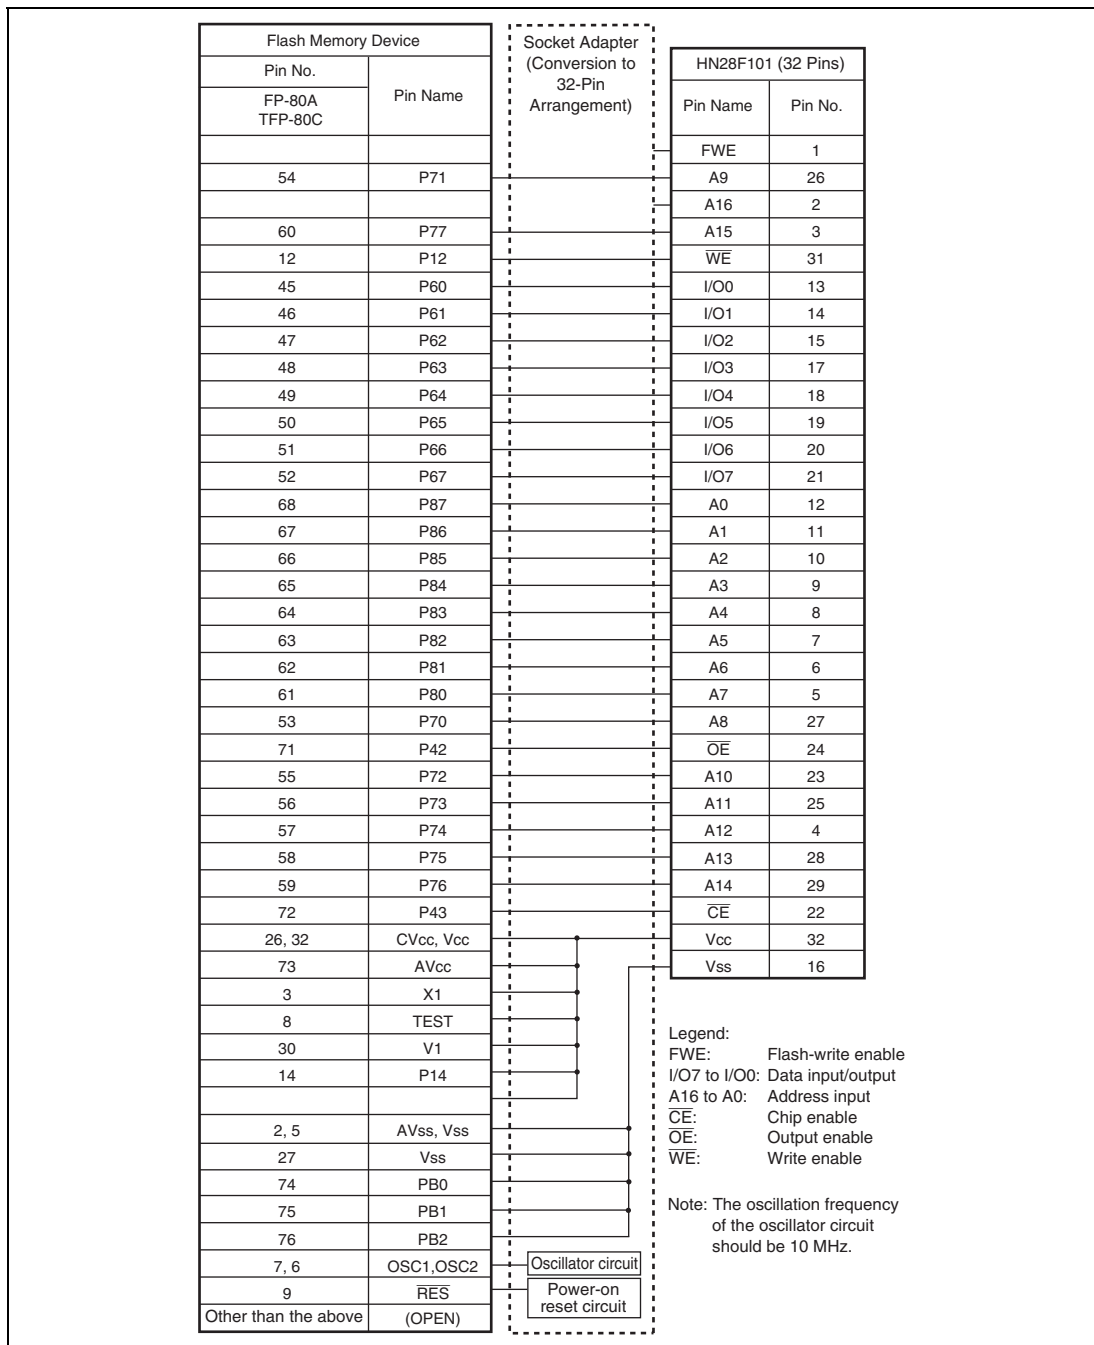 Flash Memory Device
Pin No.
FP-80A
TFP-80C
Pin Name
Socket Adapter
(Conversion to
32-Pin
Arrangement)
HN28F101 (32 Pins)
Pin Name Pin No.
FWE 1
54 P71 A9 26
A16 2
60 P77 A15 3
12 P12 W̅E̅ 31
45 P60 I/O0 13
46 P61 I/O1 14
47 P62 I/O2 15
48 P63 I/O3 17
49 P64 I/O4 18
50 P65 I/O5 19
51 P66 I/O6 20
52 P67 I/O7 21
68 P87 A0 12
67 P86 A1 11
66 P85 A2 10
65 P84 A3 9
64 P83 A4 8
63 P82 A5 7
62 P81 A6 6
61 P80 A7 5
53 P70 A8 27
71 P42 O̅E̅ 24
55 P72 A10 23
56 P73 A11 25
57 P74 A12 4
58 P75 A13 28
59 P76 A14 29
72 P43 C̅E̅ 22
26, 32 CVcc, Vcc Vcc 32
73 AVcc Vss 16
3 X1
8 TEST
30 V1
14 P14
2, 5 AVss, Vss
27 Vss
74 PB0
75 PB1
76 PB2
7, 6 OSC1,OSC2 Oscillator circuit
9 R̅E̅S̅ Power-on
reset circuit
Other than the above (OPEN)
Legend:
FWE: Flash-write enable
I/O7 to I/O0: Data input/output
A16 to A0: Address input
C̅E̅: Chip enable
O̅E̅: Output enable
W̅E̅: Write enable
Note: The oscillation frequency
of the oscillator circuit
should be 10 MHz.